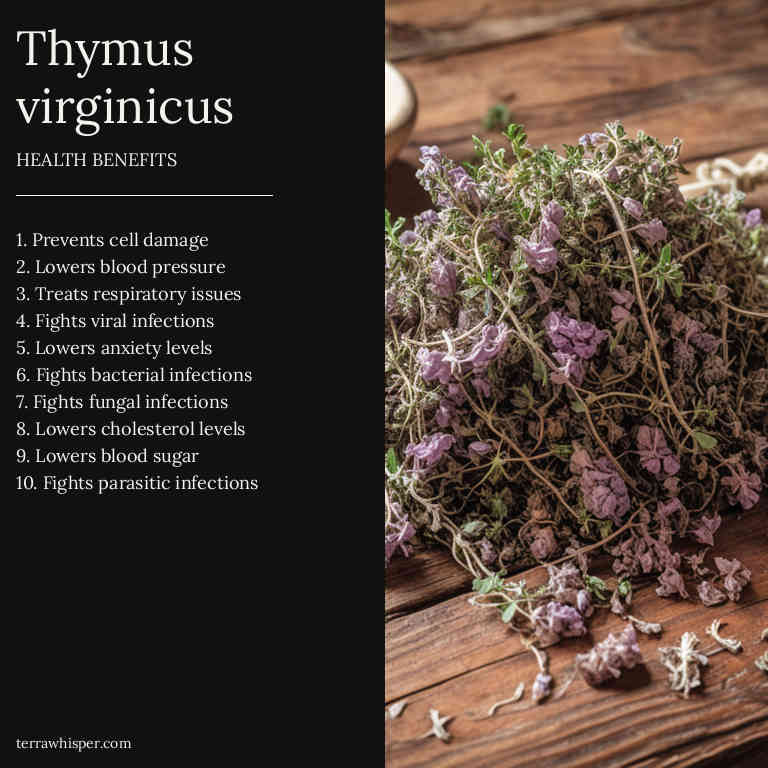 Thymus
virginicus
HEALTH BENEFITS
1. Prevents cell damage
2. Lowers blood pressure
3. Treats respiratory issues
4. Fights viral infections
5. Lowers anxiety levels
6. Fights bacterial infections
7. Fights fungal infections
8. Lowers cholesterol levels
9. Lowers blood sugar
10. Fights parasitic infections
terrawhisper.com